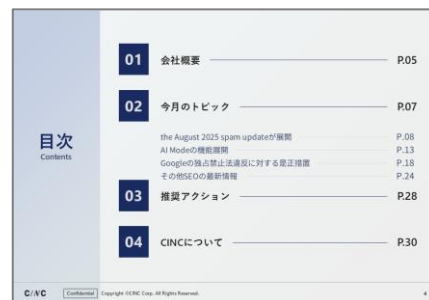 目次
Contents
01 会社概要 P.05
02 今月のトピック P.07
the August 2025 spam updateが展開 P.08
AI Modeの機能展開 P.13
Googleの独占禁止法違反に対する是正措置 P.18
その他SEOの最新情報 P.24
03 推奨アクション P.28
04 CINCについて P.30
CINC Confidential Copyright ©CINC Corp. All Rights Reserved. 4